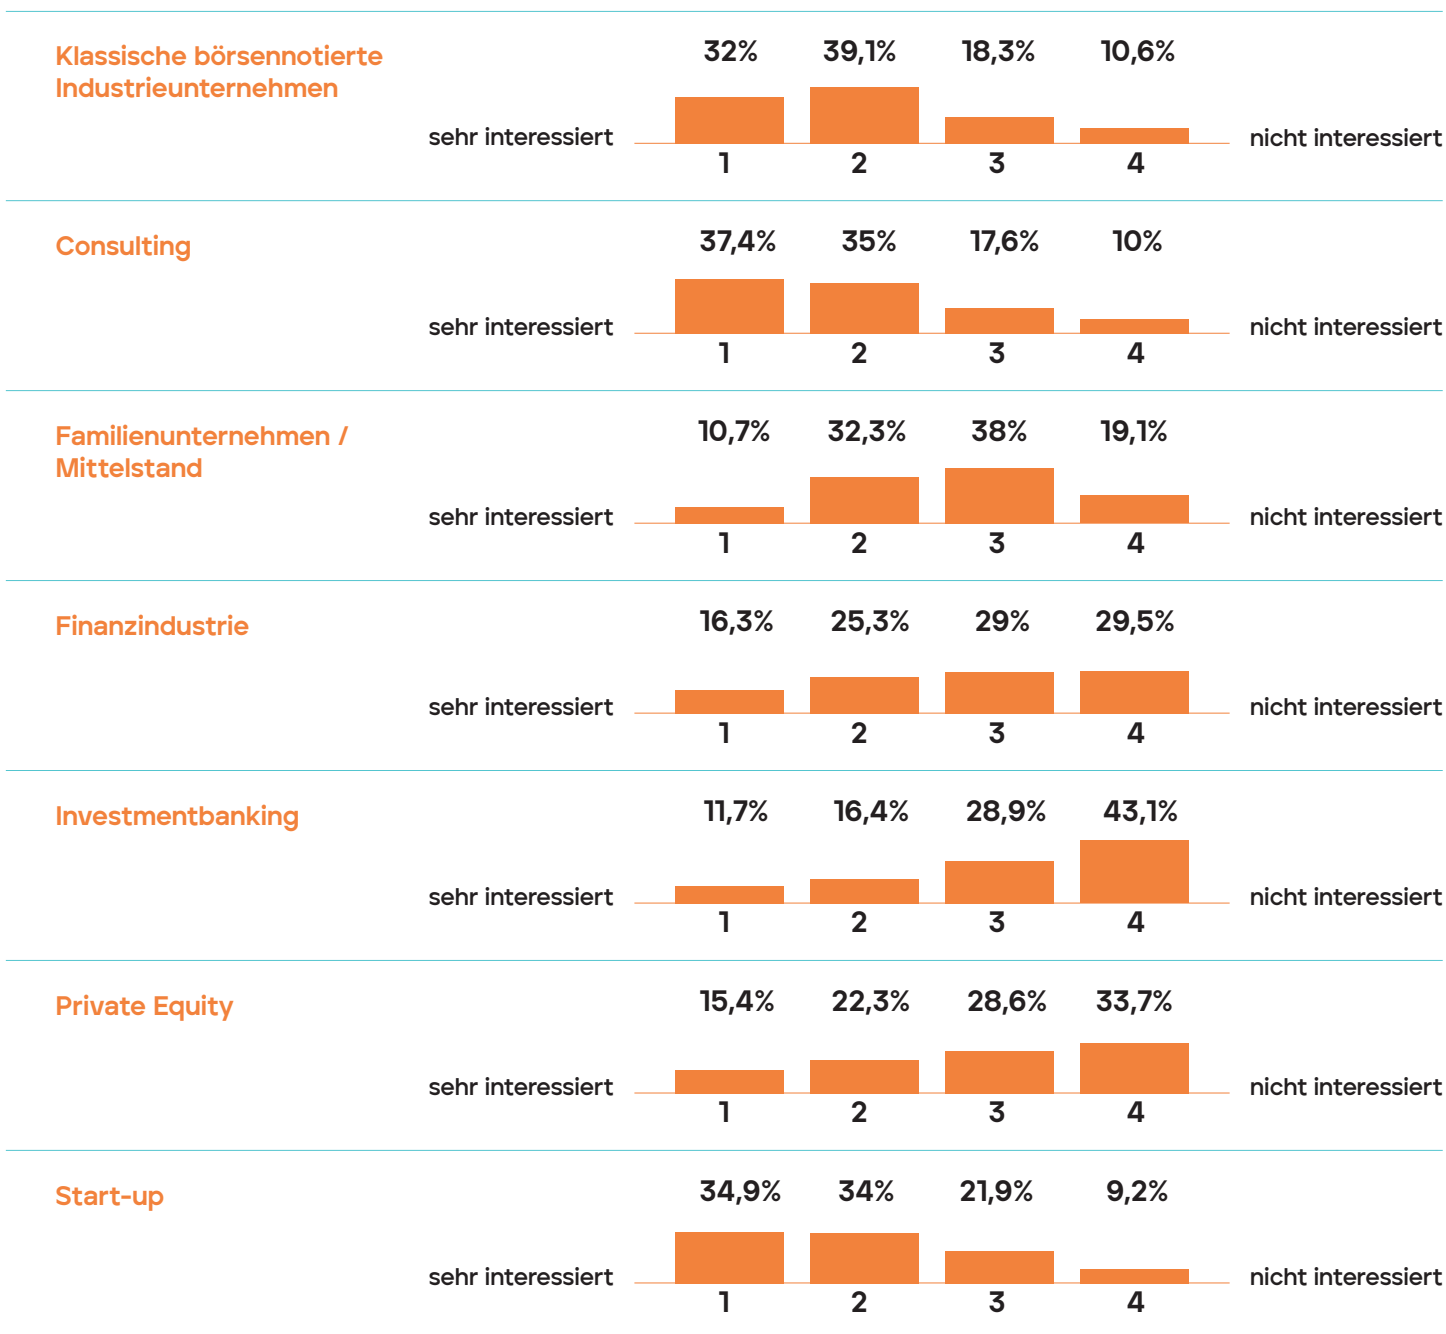 Klassische börsennotierte
Industrieunternehmen
32% 39,1% 18,3% 10,6%
sehr interessiert nicht interessiert
1 2 3 4
Consulting
37,4% 35% 17,6% 10%
sehr interessiert nicht interessiert
1 2 3 4
Familienunternehmen /
Mittelstand
10,7% 32,3% 38% 19,1%
sehr interessiert nicht interessiert
1 2 3 4
Finanzindustrie
16,3% 25,3% 29% 29,5%
sehr interessiert nicht interessiert
1 2 3 4
Investmentbanking
11,7% 16,4% 28,9% 43,1%
sehr interessiert nicht interessiert
1 2 3 4
Private Equity
15,4% 22,3% 28,6% 33,7%
sehr interessiert nicht interessiert
1 2 3 4
Start-up
34,9% 34% 21,9% 9,2%
sehr interessiert nicht interessiert
1 2 3 4